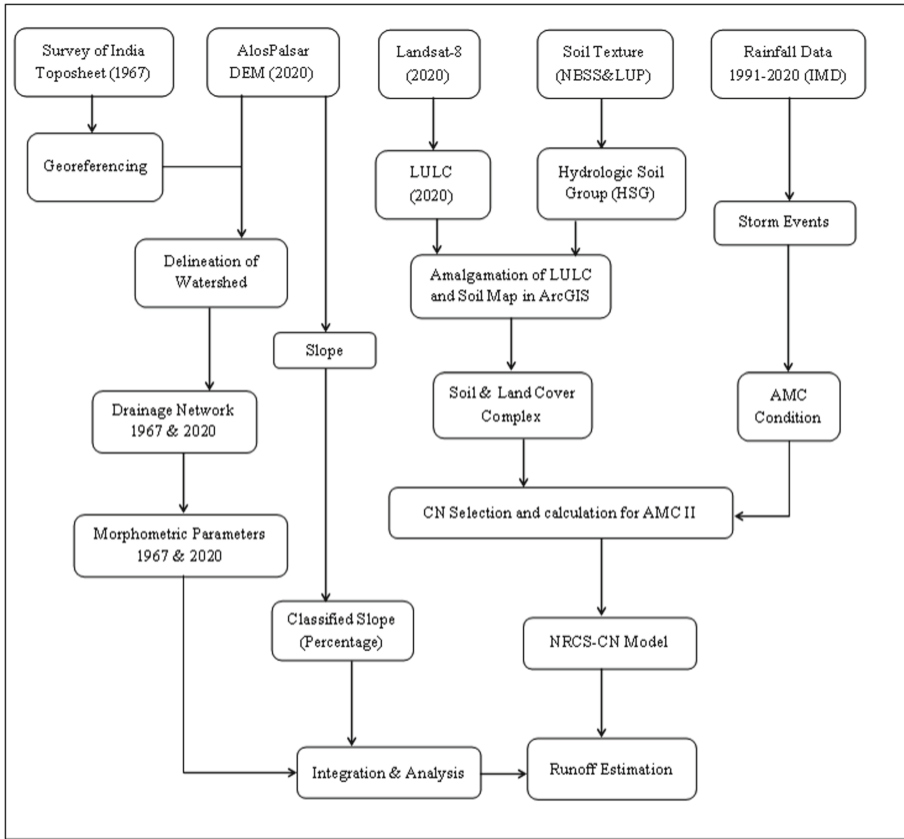 Survey of India
Toposheet (1967)
AlosPalsar
DEM (2020)
Landsat-8
(2020)
Soil Texture
(NBSS&LUP)
Rainfall Data
1991-2020 (IMD)
Georeferencing
LULC
(2020)
Hydrologic Soil
Group (HSG)
Storm Events
Delineation of
Watershed
Amalgamation of LULC
and Soil Map in ArcGIS
Slope
Drainage Network
1967 & 2020
Soil & Land Cover
Complex
AMC
Condition
CN Selection and calculation for AMC II
Morphometric Parameters
1967 & 2020
Classified Slope
(Percentage)
NRCS-CN Model
Integration & Analysis
Runoff Estimation